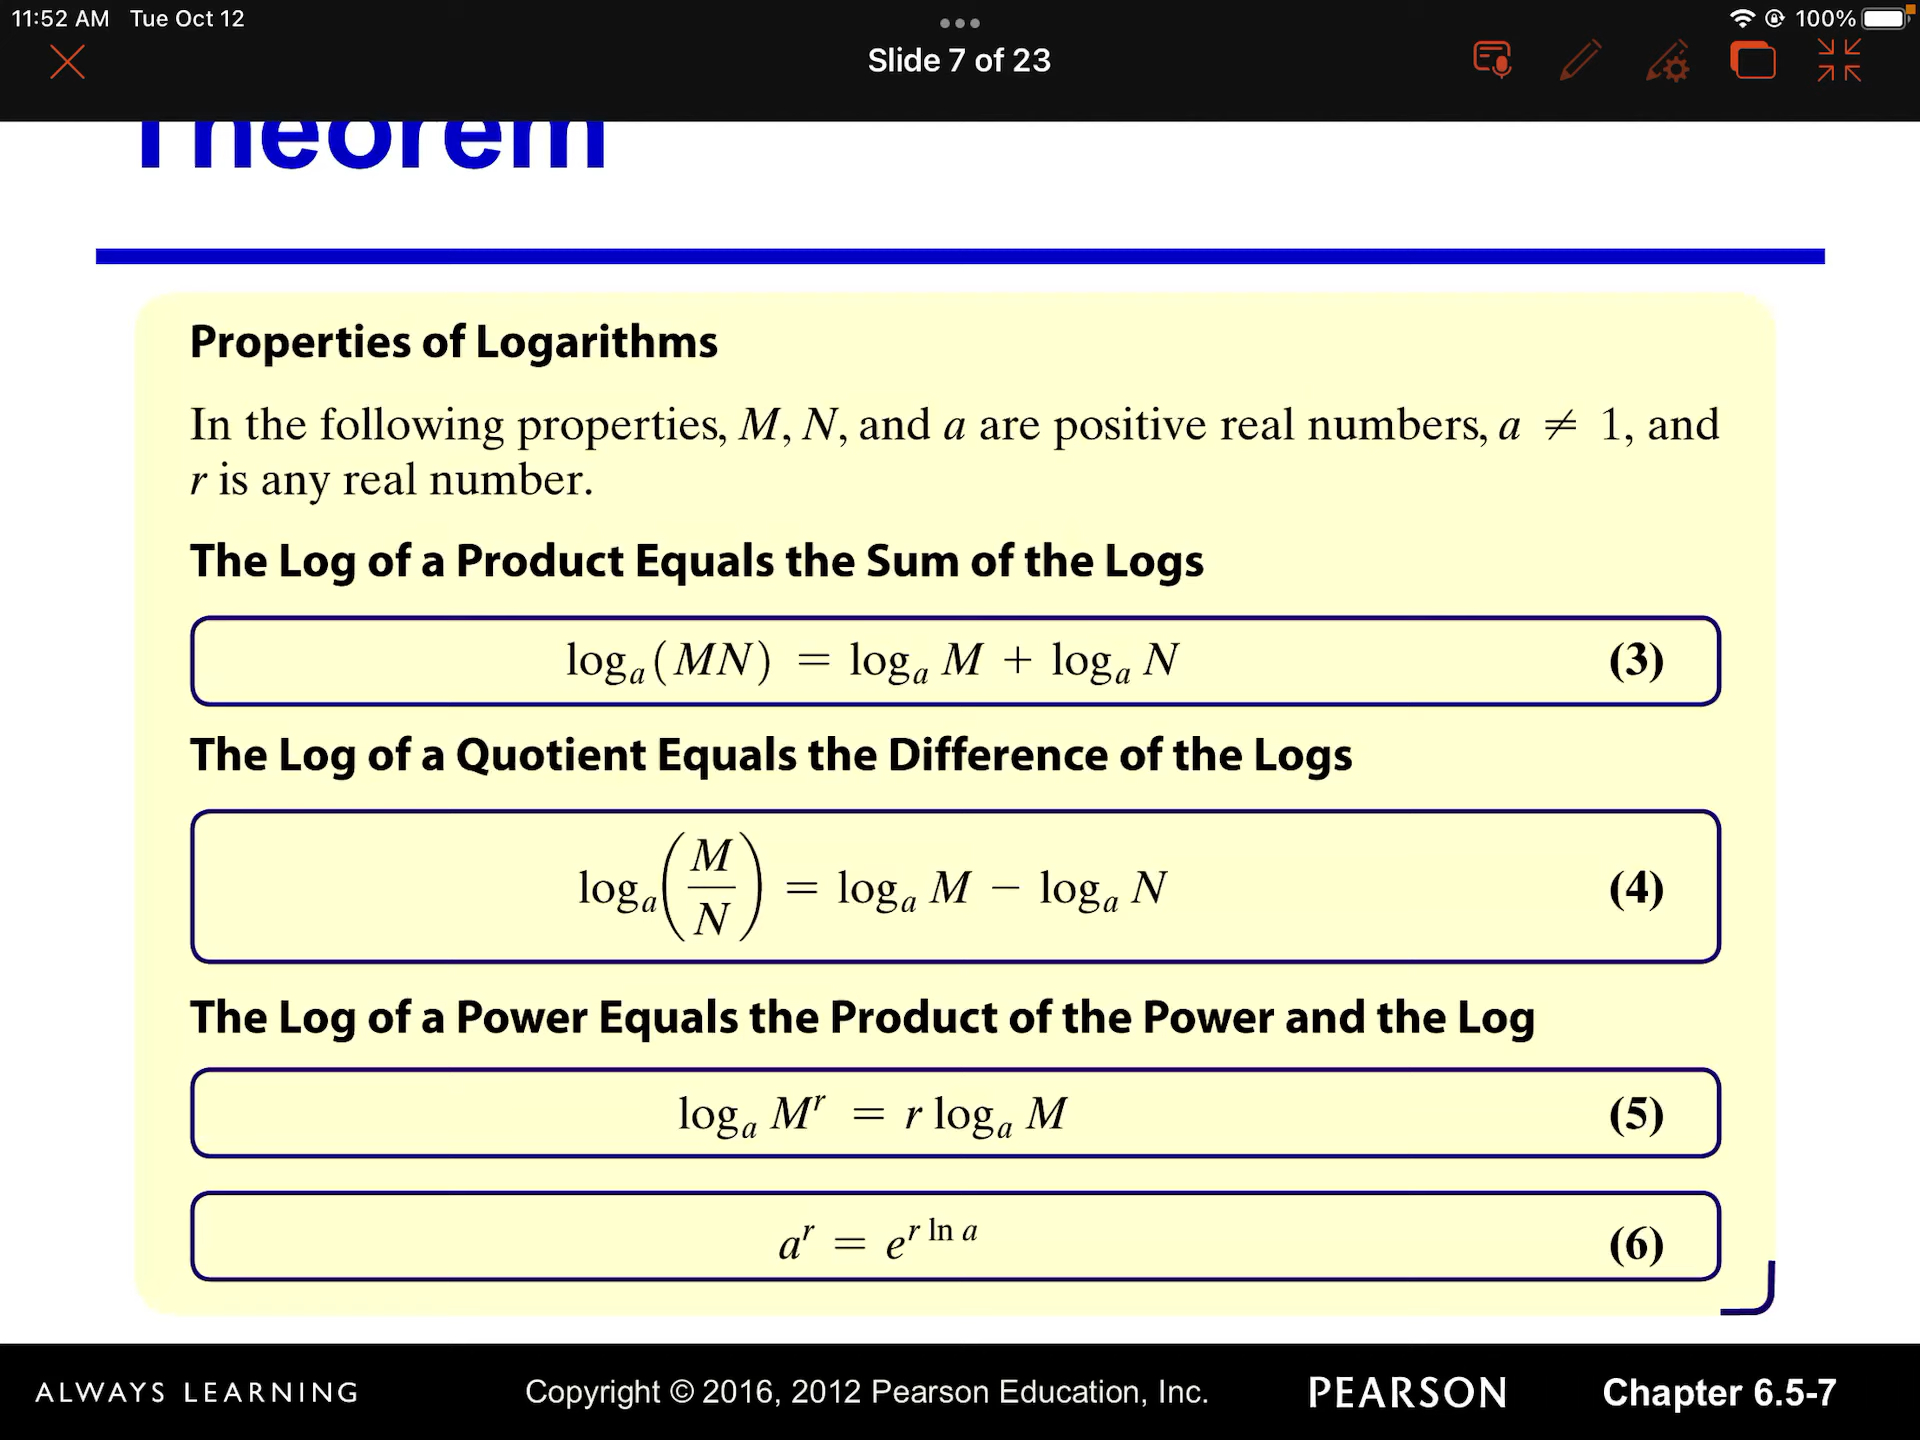 11:52 AM Tue Oct 12
100%
Slide 7 of 23
Theorem
Properties of Logarithms
In the following properties, M, N, and a are positive real numbers, a ≠ 1, and
r is any real number.
The Log of a Product Equals the Sum of the Logs
logₐ(MN) = logₐ M + logₐ N (3)
The Log of a Quotient Equals the Difference of the Logs
logₐ(M/N) = logₐ M − logₐ N (4)
The Log of a Power Equals the Product of the Power and the Log
logₐ Mʳ = r logₐ M (5)
aʳ = e^(r ln a) (6)
ALWAYS LEARNING Copyright © 2016, 2012 Pearson Education, Inc. PEARSON Chapter 6.5-7